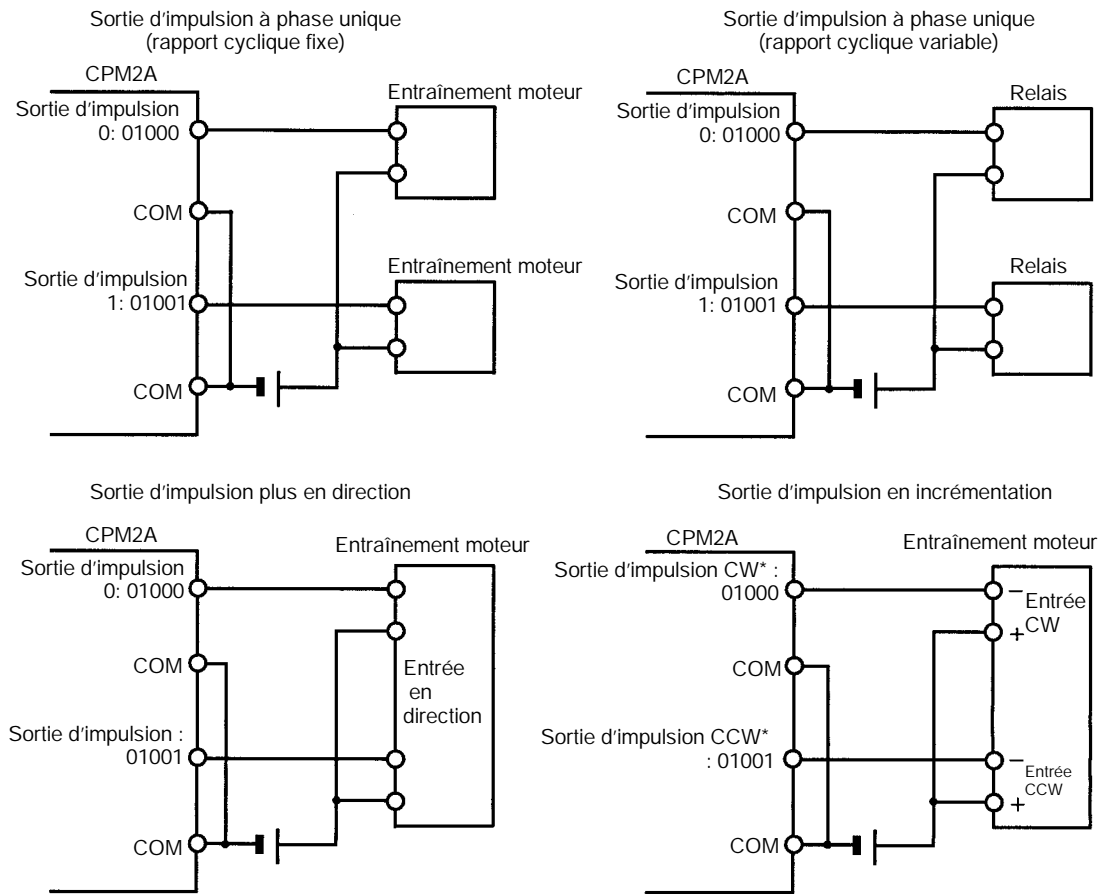 Sortie d'impulsion à phase unique
(rapport cyclique fixe)
CPM2A
Sortie d'impulsion
0: 01000
Entraînement moteur
COM
Sortie d'impulsion
1: 01001
Entraînement moteur
COM
Sortie d'impulsion à phase unique
(rapport cyclique variable)
CPM2A
Sortie d'impulsion
0: 01000
Relais
COM
Sortie d'impulsion
1: 01001
Relais
COM
Sortie d'impulsion plus en direction
CPM2A
Sortie d'impulsion
0: 01000
Entraînement moteur
COM
Entrée
en
direction
Sortie d'impulsion :
01001
COM
Sortie d'impulsion en incrémentation
CPM2A
Entraînement moteur
Sortie d'impulsion CW* :
01000
− Entrée
+ CW
COM
Sortie d'impulsion CCW*
: 01001
− Entrée
+ CCW
COM